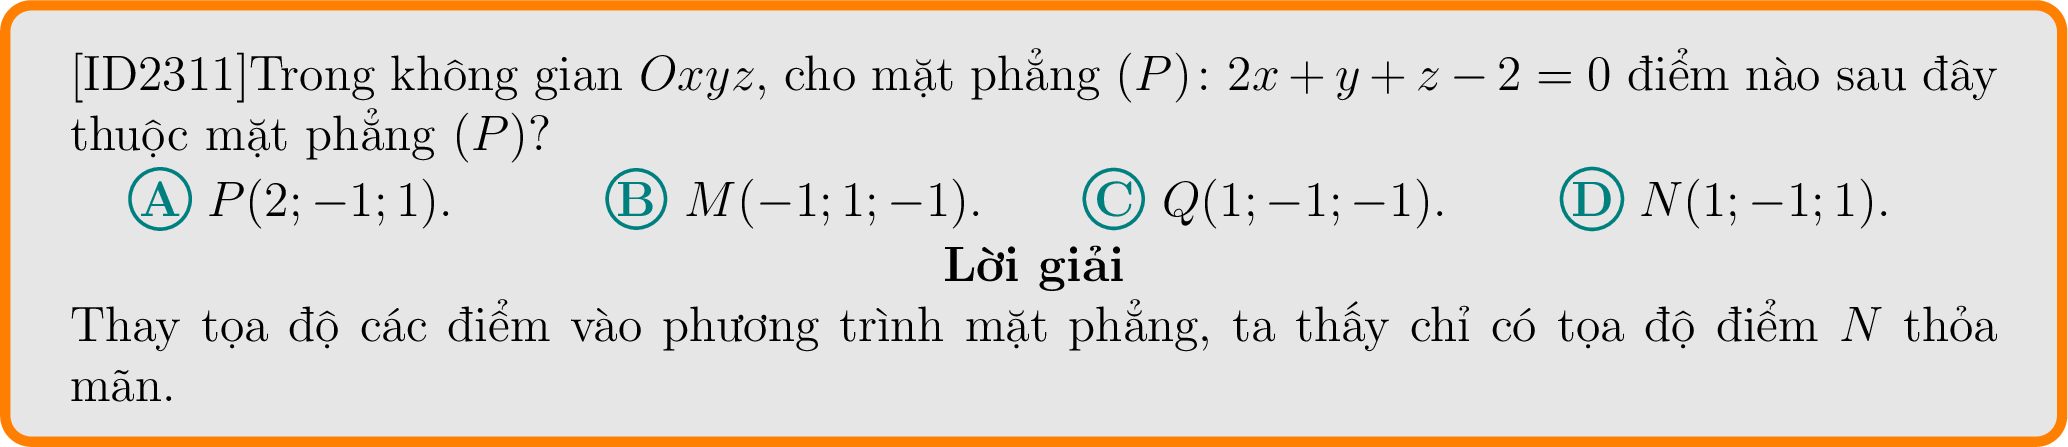 [ID2311]Trong không gian Oxyz, cho mặt phẳng (P): 2x + y + z − 2 = 0 điểm nào sau đây
thuộc mặt phẳng (P)?
A P(2; −1; 1). B M(−1; 1; −1). C Q(1; −1; −1). D N(1; −1; 1).
Lời giải
Thay tọa độ các điểm vào phương trình mặt phẳng, ta thấy chỉ có tọa độ điểm N thỏa
mãn.